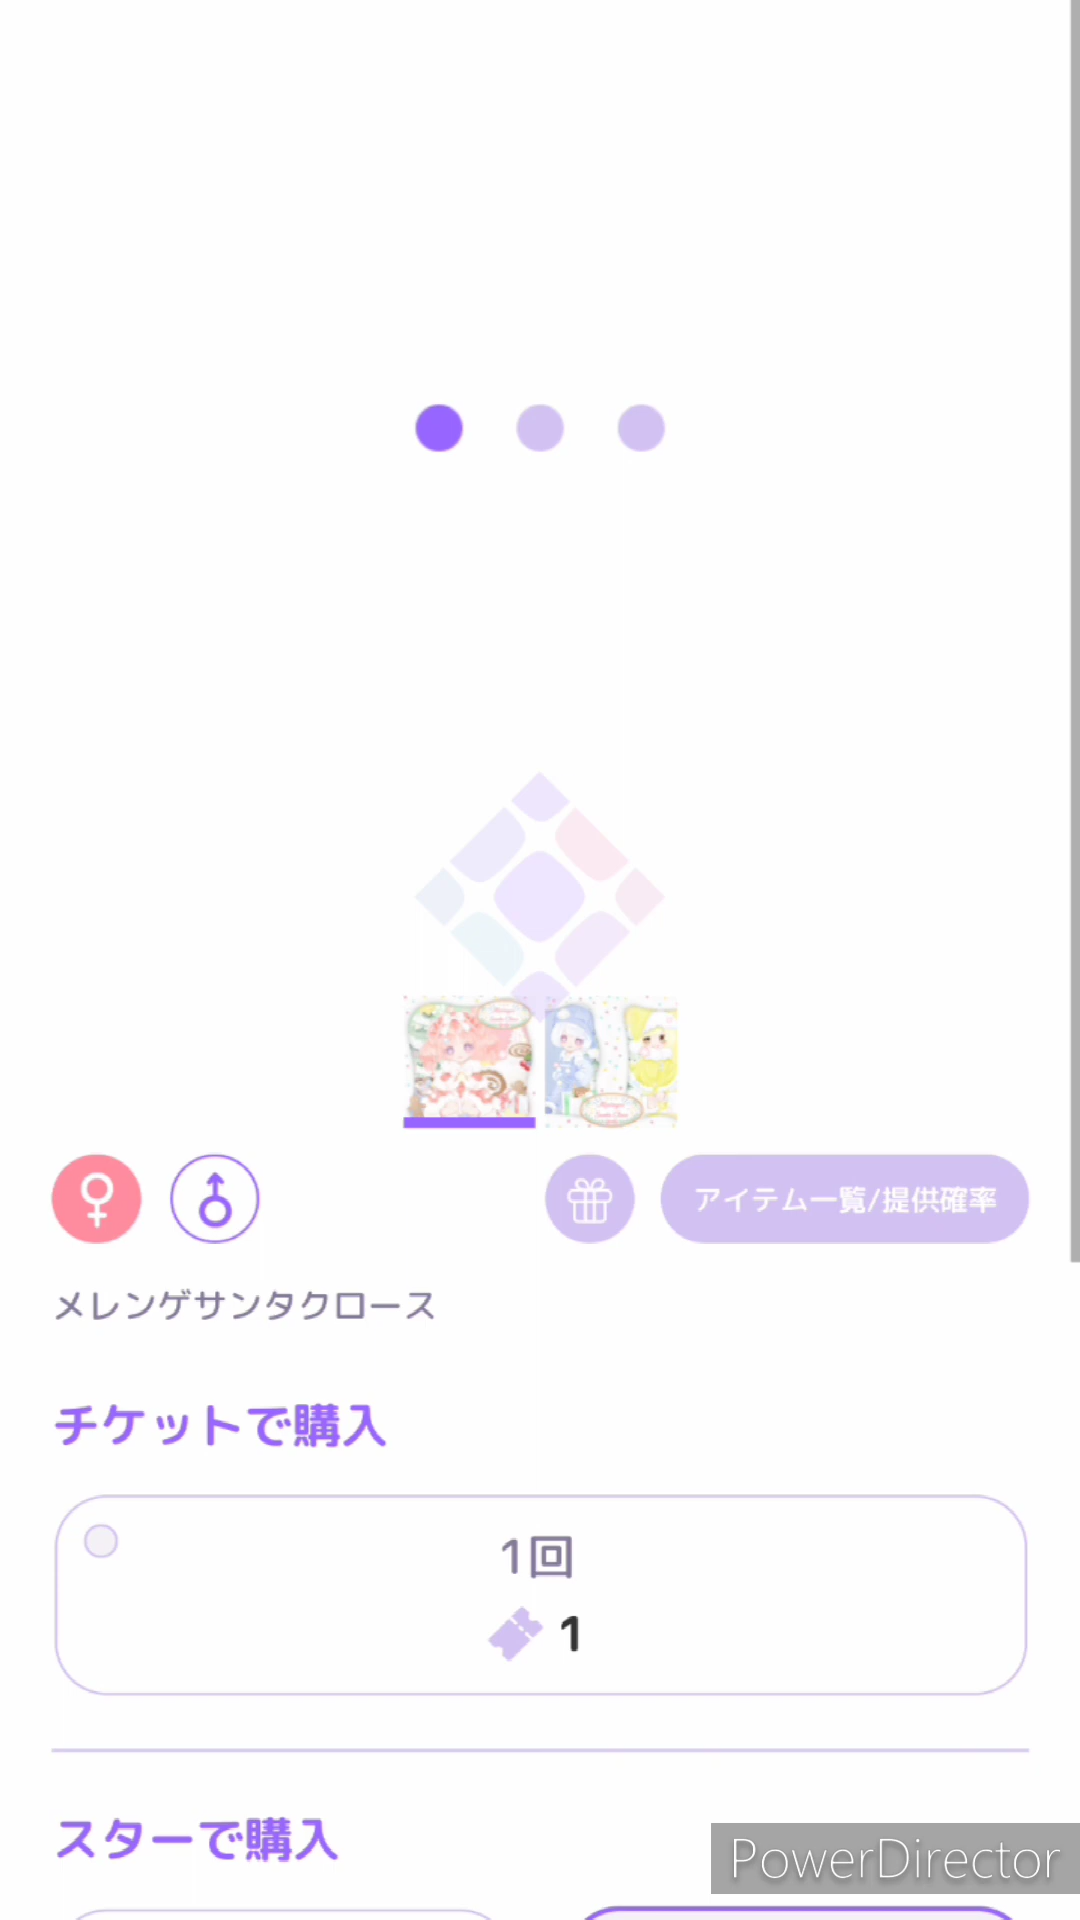 アイテム一覧/提供確率
メレンゲサンタクロース
チケットで購入
1回
1
スターで購入
PowerDirector